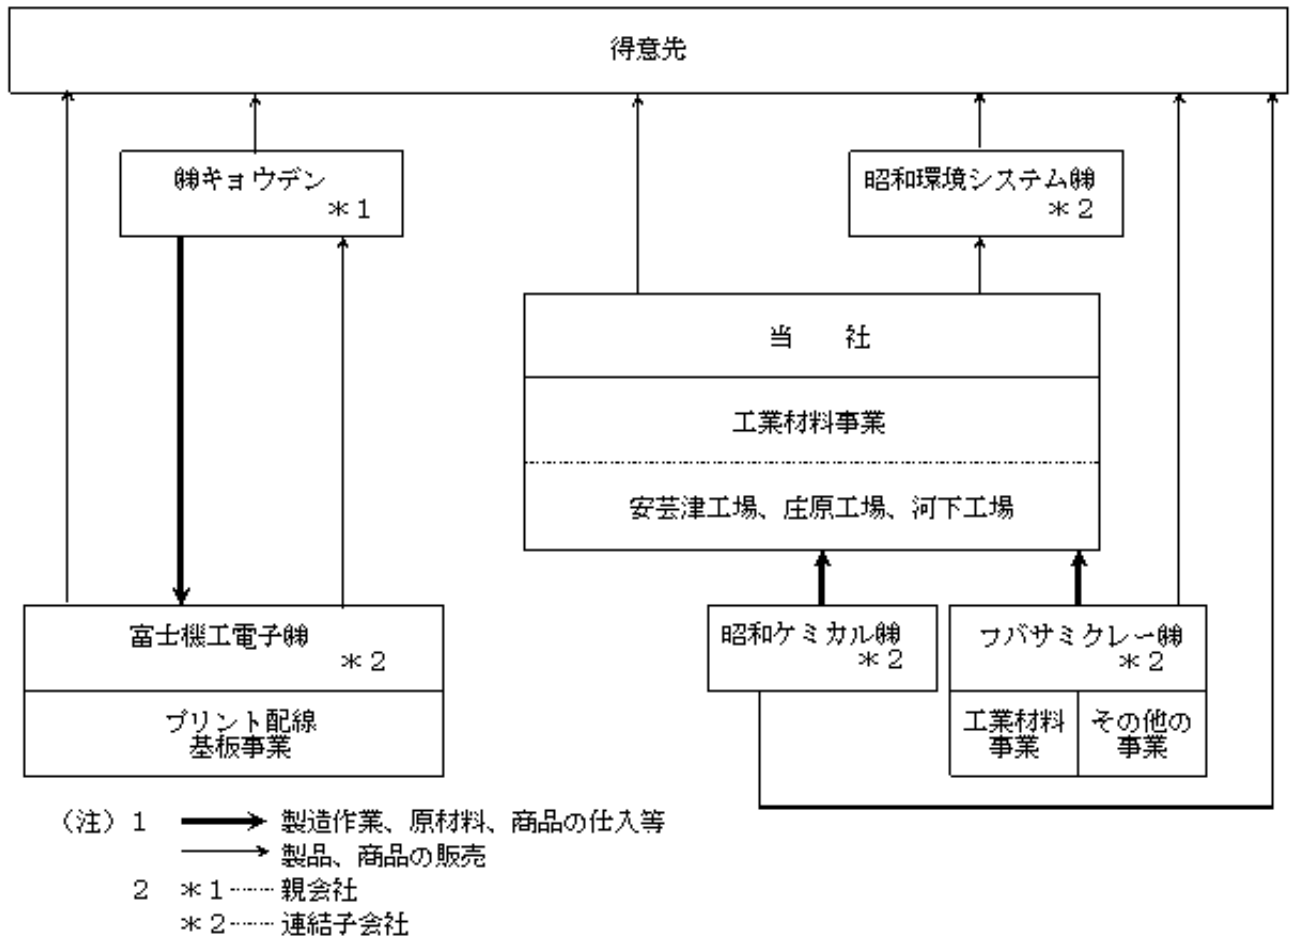 得意先
㈱キョウデン
＊1
昭和環境システム㈱
＊2
当　　社
工業材料事業
安芸津工場、庄原工場、河下工場
富士機工電子㈱
＊2
プリント配線
基板事業
昭和ケミカル㈱
＊2
ツバサミクレー㈱
＊2
工業材料
事業
その他の
事業
（注）1　製造作業、原材料、商品の仕入等
製品、商品の販売
2　＊1……親会社
＊2……連結子会社